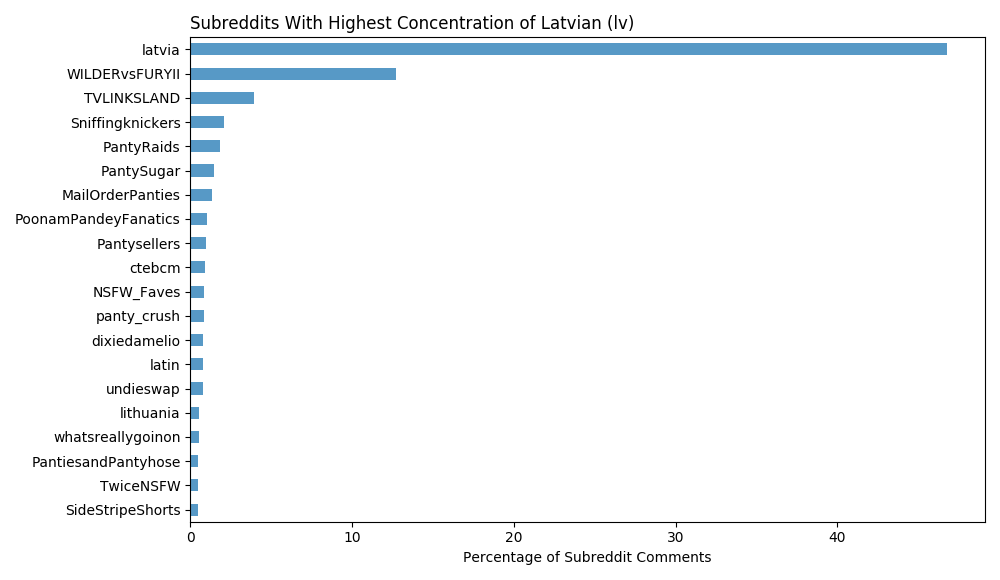 Subreddits With Highest Concentration of Latvian (lv)
latvia
WILDERvsFURYII
TVLINKSLAND
Sniffingknickers
PantyRaids
PantySugar
MailOrderPanties
PoonamPandeyFanatics
Pantysellers
ctebcm
NSFW_Faves
panty_crush
dixiedamelio
latin
undieswap
lithuania
whatsreallygoinon
PantiesandPantyhose
TwiceNSFW
SideStripeShorts
0 10 20 30 40
Percentage of Subreddit Comments